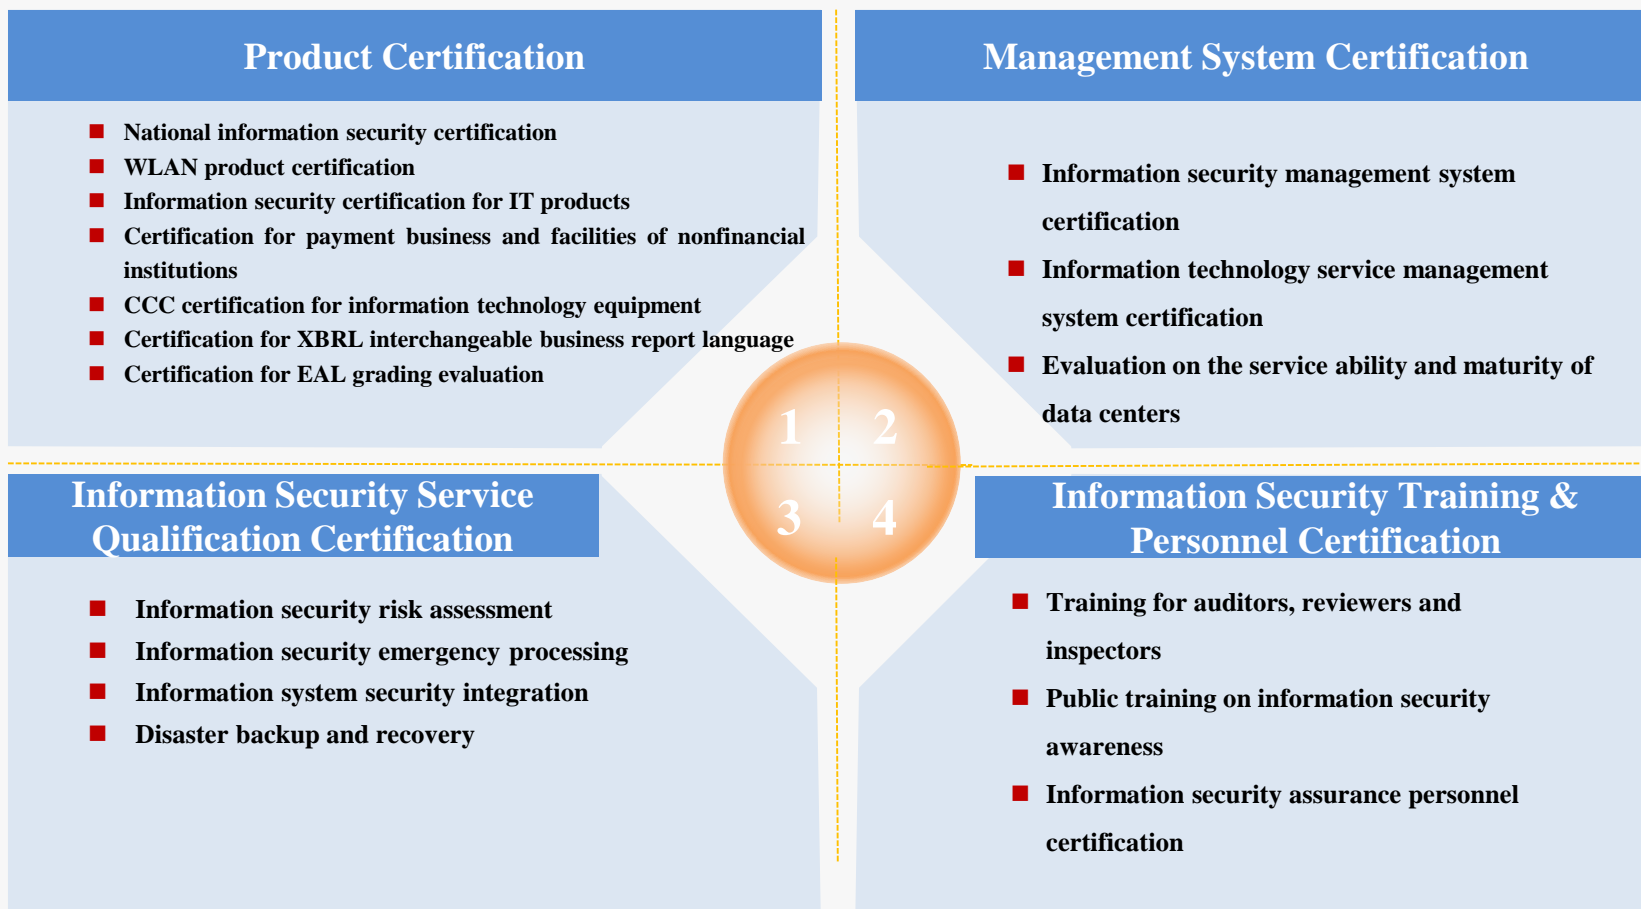 Product Certification
National information security certification
WLAN product certification
Information security certification for IT products
Certification for payment business and facilities of nonfinancial
institutions
CCC certification for information technology equipment
Certification for XBRL interchangeable business report language
Certification for EAL grading evaluation
Management System Certification
Information security management system
certification
Information technology service management
system certification
Evaluation on the service ability and maturity of
data centers
1 2
3 4
Information Security Service
Qualification Certification
Information security risk assessment
Information security emergency processing
Information system security integration
Disaster backup and recovery
Information Security Training &
Personnel Certification
Training for auditors, reviewers and
inspectors
Public training on information security
awareness
Information security assurance personnel
certification